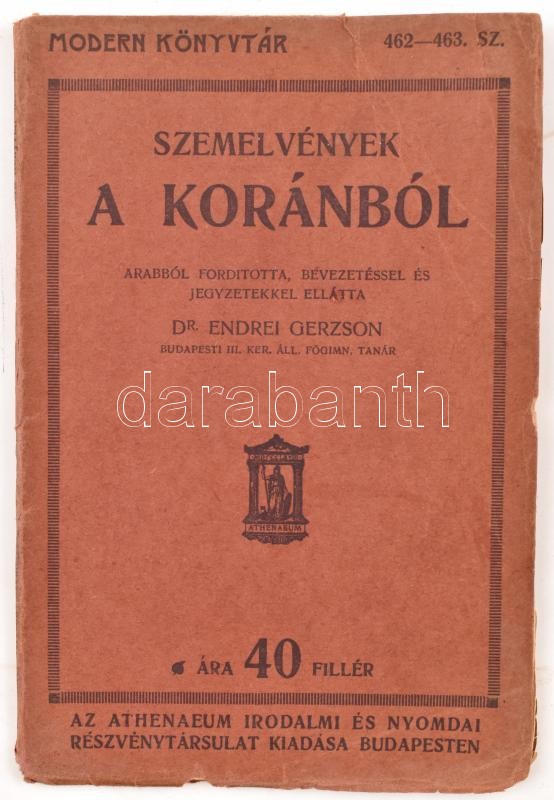 MODERN KÖNYVTÁR 462—463. SZ.
SZEMELVÉNYEK
A KORÁNBÓL
ARABBÓL FORDITOTTA, BEVEZETÉSSEL ÉS
JEGYZETEKKEL ELLÁTTA
DR. ENDREI GERZSON
BUDAPESTI III. KER. ÁLL. FŐGIMN. TANÁR
darabanth
ATHENAEUM
ÁRA 40 FILLÉR
AZ ATHENAEUM IRODALMI ÉS NYOMDAI
RÉSZVÉNYTÁRSULAT KIADÁSA BUDAPESTEN